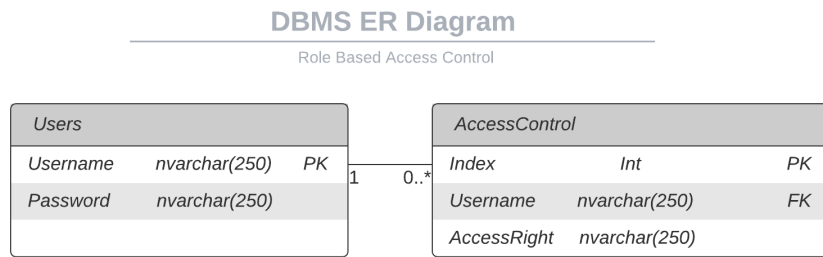 DBMS ER Diagram
Role Based Access Control
Users
Username nvarchar(250) PK
Password nvarchar(250)
1 0..*
AccessControl
Index Int PK
Username nvarchar(250) FK
AccessRight nvarchar(250)